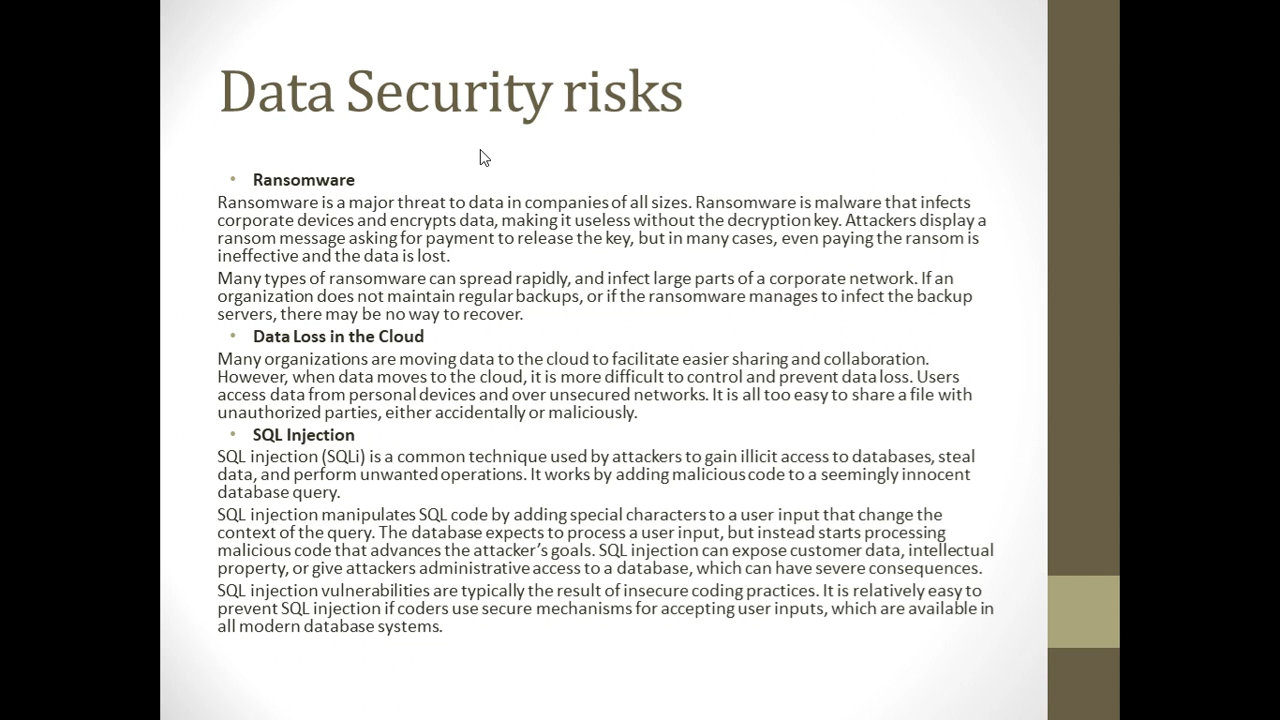 Data Security risks
• Ransomware
Ransomware is a major threat to data in companies of all sizes. Ransomware is malware that infects
corporate devices and encrypts data, making it useless without the decryption key. Attackers display a
ransom message asking for payment to release the key, but in many cases, even paying the ransom is
ineffective and the data is lost.
Many types of ransomware can spread rapidly, and infect large parts of a corporate network. If an
organization does not maintain regular backups, or if the ransomware manages to infect the backup
servers, there may be no way to recover.
• Data Loss in the Cloud
Many organizations are moving data to the cloud to facilitate easier sharing and collaboration.
However, when data moves to the cloud, it is more difficult to control and prevent data loss. Users
access data from personal devices and over unsecured networks. It is all too easy to share a file with
unauthorized parties, either accidentally or maliciously.
• SQL Injection
SQL injection (SQLi) is a common technique used by attackers to gain illicit access to databases, steal
data, and perform unwanted operations. It works by adding malicious code to a seemingly innocent
database query.
SQL injection manipulates SQL code by adding special characters to a user input that change the
context of the query. The database expects to process a user input, but instead starts processing
malicious code that advances the attacker’s goals. SQL injection can expose customer data, intellectual
property, or give attackers administrative access to a database, which can have severe consequences.
SQL injection vulnerabilities are typically the result of insecure coding practices. It is relatively easy to
prevent SQL injection if coders use secure mechanisms for accepting user inputs, which are available in
all modern database systems.